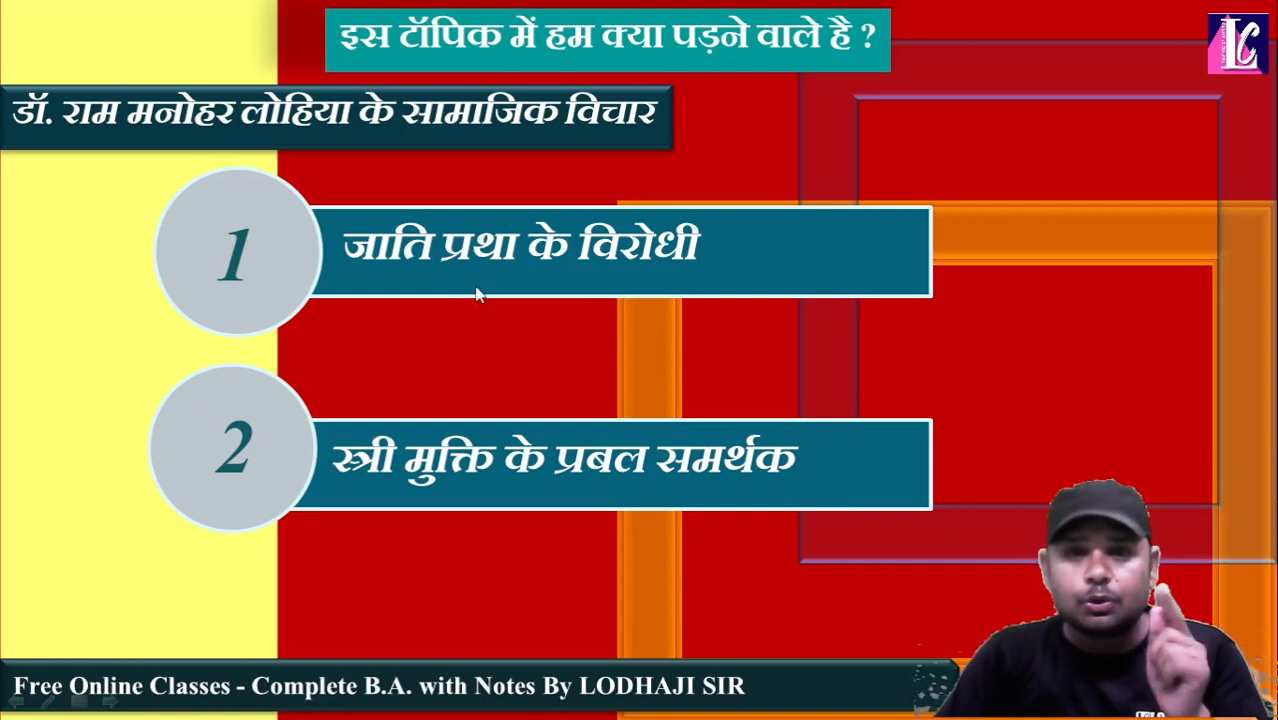 इस टॉपिक में हम क्या पड़ने वाले है ?
डॉ. राम मनोहर लोहिया के सामाजिक विचार
1
जाति प्रथा के विरोधी
2
स्त्री मुक्ति के प्रबल समर्थक
Free Online Classes - Complete B.A. with Notes By LODHAJI SIR